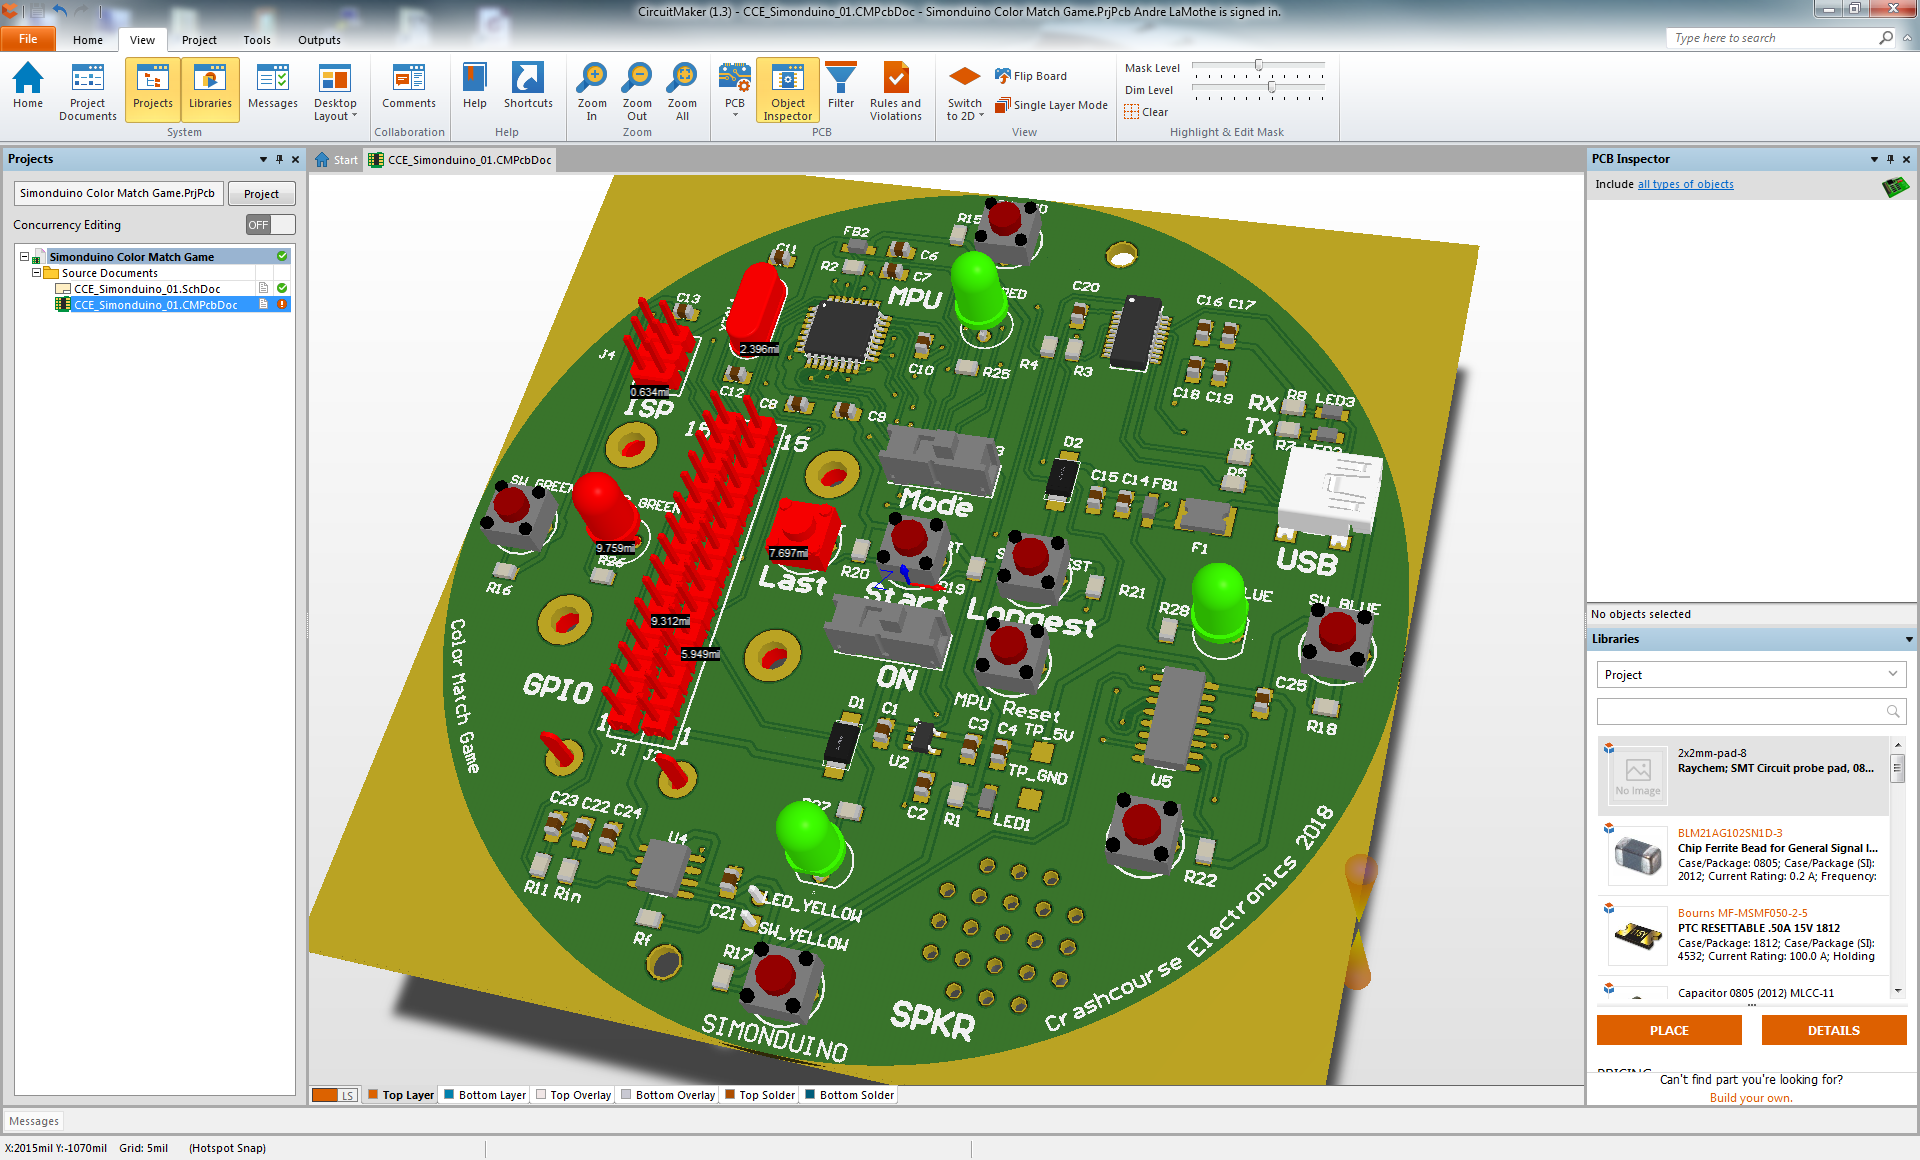 CircuitMaker (1.3) - CCE_Simonduino_01.CMPcbDoc - Simonduino Color Match Game.PrjPcb Andre LaMothe is signed in.
File Home View Project Tools Outputs
Type here to search
Home
Project Documents
Projects
Libraries
Messages
Desktop Layout
System
Comments
Collaboration
Help
Shortcuts
Help
Zoom In
Zoom Out
Zoom All
Zoom
PCB
Object Inspector
Filter
Rules and Violations
PCB
Switch to 2D
Flip Board
Single Layer Mode
View
Mask Level
Dim Level
Clear
Highlight & Edit Mask
Projects
Simonduino Color Match Game.PrjPcb
Project
Concurrency Editing
OFF
Simonduino Color Match Game
Source Documents
CCE_Simonduino_01.SchDoc
CCE_Simonduino_01.CMPcbDoc
Start
CCE_Simonduino_01.CMPcbDoc
R15
FB2
C11
C6
R2
C7
MPU
C13
C20
C16 C17
J4
2.396mil
0.634mil
ISP
C12
C10
R25
R4
R3
C18 C19
C8
C9
RX
R8
LED3
TX
R7
R6
R5
15
15
D2
C15 C14 FB1
Mode
F1
USB
SW_GREEN
GREEN
9.759mil
R26
R16
7.697mil
Last
R20
Start
R19
Longest
R21
R28
SW_BLUE
9.312mil
5.949mil
GPIO
1
1
J1
ON
MPU Reset
D1
C1
C3
C4
TP_5V
U2
TP_GND
C2
R1
LED1
C25
R18
U5
Color Match Game
C23 C22 C24
U4
R11 Rin
C21
LED_YELLOW
SW_YELLOW
Rf
R17
R22
SIMONDUINO
SPKR
Crashcourse Electronics 2018
LS
Top Layer
Bottom Layer
Top Overlay
Bottom Overlay
Top Solder
Bottom Solder
PCB Inspector
Include all types of objects
No objects selected
Libraries
Project
No Image
2x2mm-pad-8
Raychem; SMT Circuit probe pad, 08...
BLM21AG102SN1D-3
Chip Ferrite Bead for General Signal I...
Case/Package: 0805; Case/Package (SI):
2012; Current Rating: 0.2 A; Frequency:
Bourns MF-MSMF050-2-5
PTC RESETTABLE .50A 15V 1812
Case/Package: 1812; Case/Package (SI):
4532; Current Rating: 100.0 A; Holding
Capacitor 0805 (2012) MLCC-11
PLACE
DETAILS
PRICING
Can't find part you're looking for?
Build your own.
Messages
X:2015mil Y:-1070mil Grid: 5mil (Hotspot Snap)